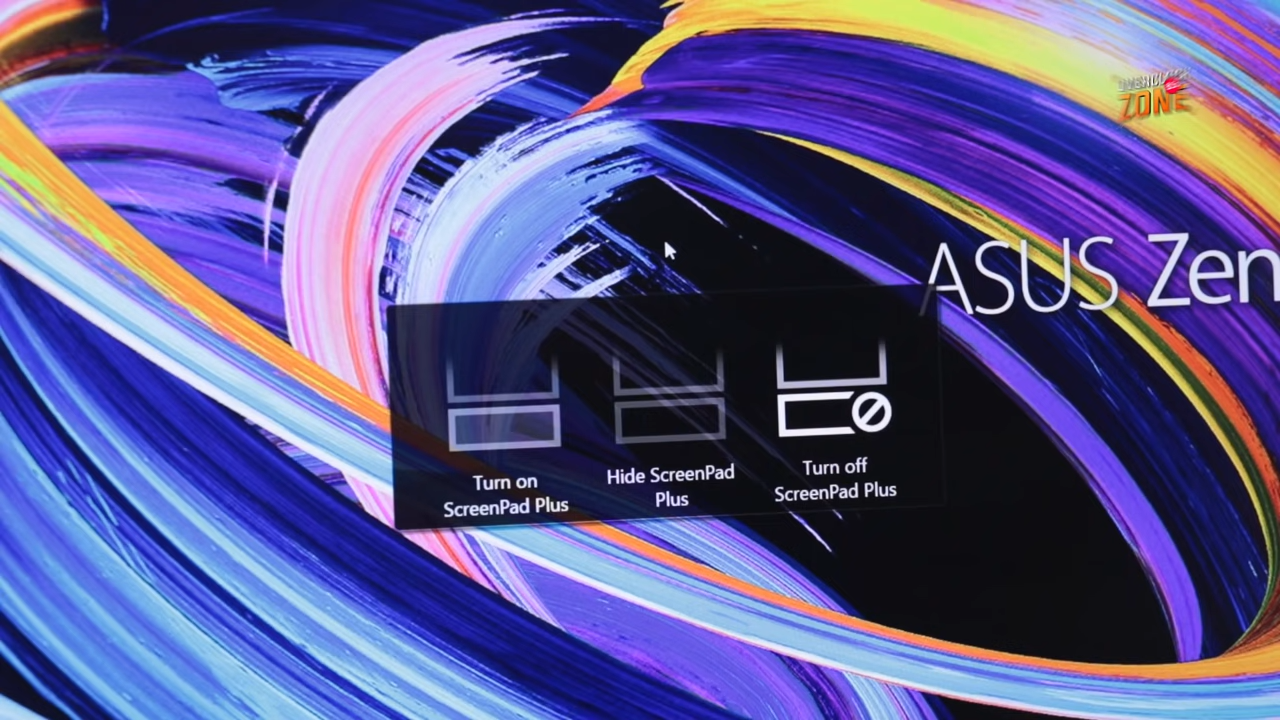 ZONE
ASUS Zen
Turn on
ScreenPad Plus
Hide ScreenPad
Plus
Turn off
ScreenPad Plus